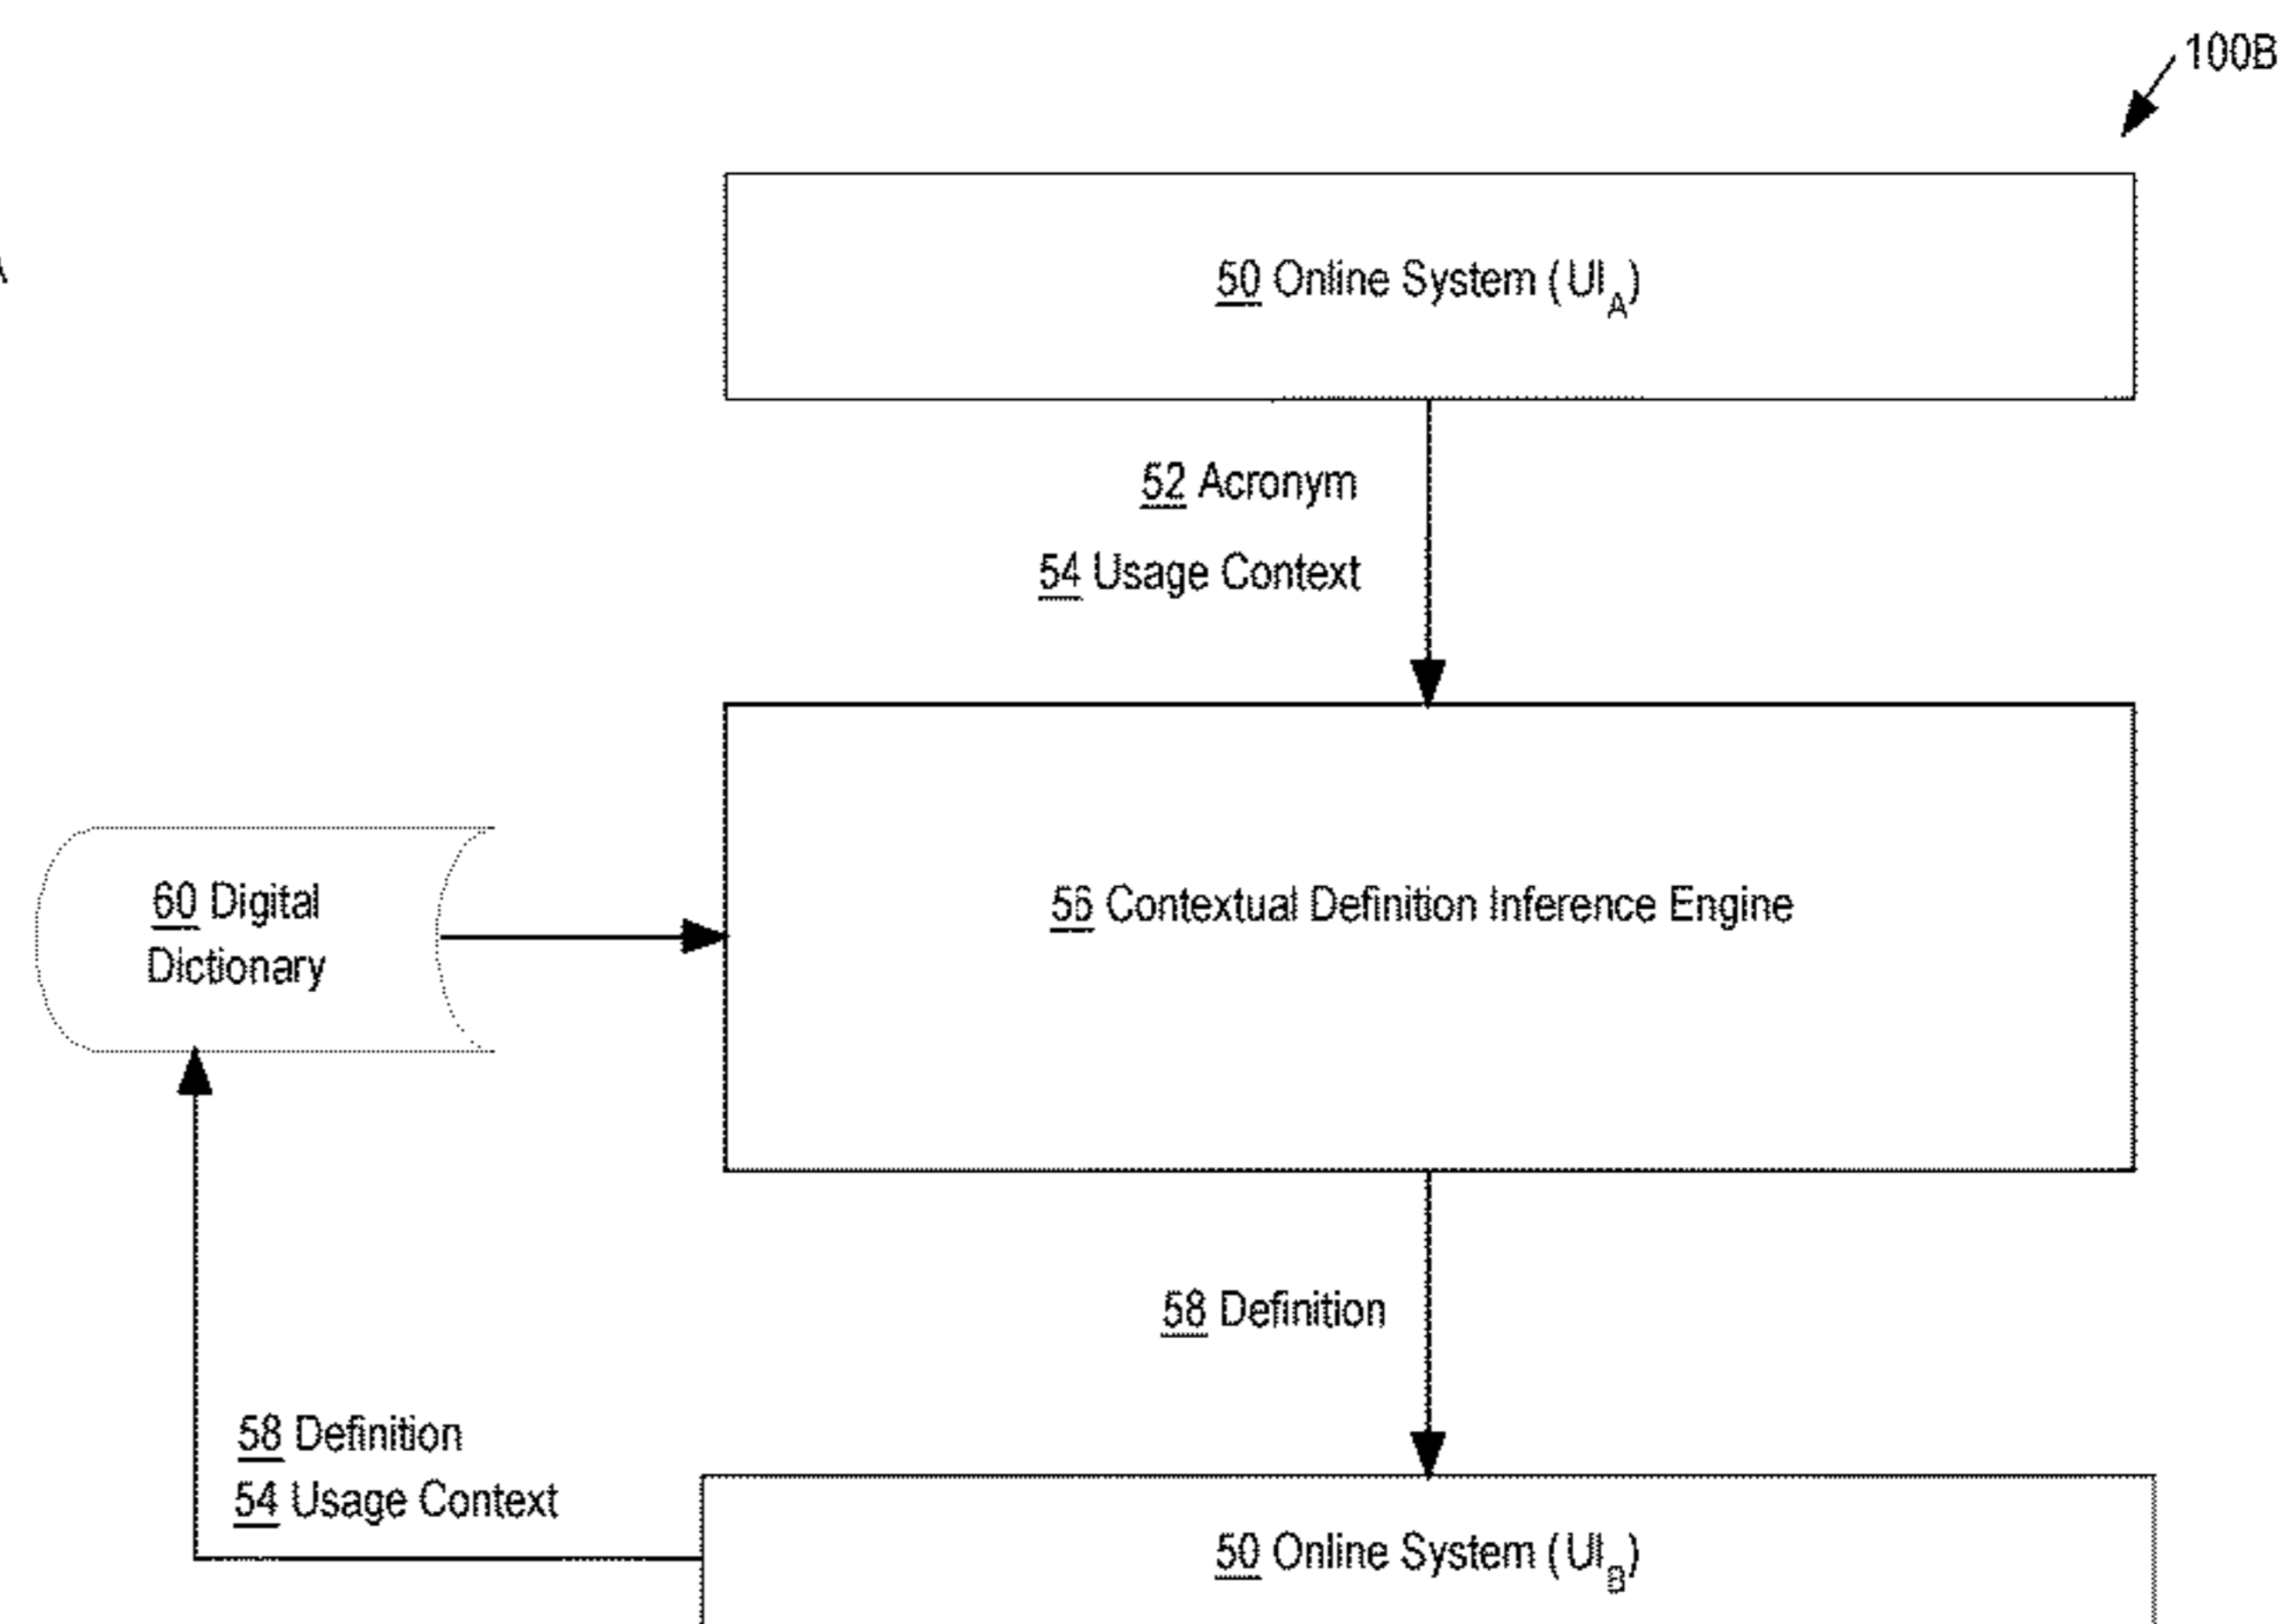 100B
A
50 Online System (UIA)
52 Acronym
54 Usage Context
60 Digital
Dictionary
56 Contextual Definition Inference Engine
58 Definition
58 Definition
54 Usage Context
50 Online System (UIB)